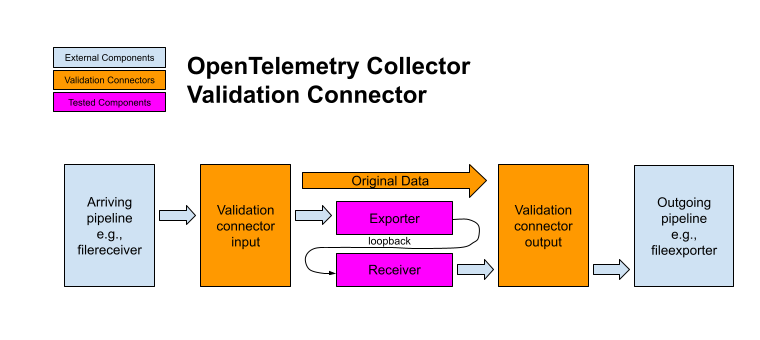 External Components
Validation Connectors
Tested Components
OpenTelemetry Collector
Validation Connector
Arriving
pipeline
e.g.,
filereceiver
Validation
connector
input
Original Data
Exporter
loopback
Receiver
Validation
connector
output
Outgoing
pipeline
e.g.,
fileexporter